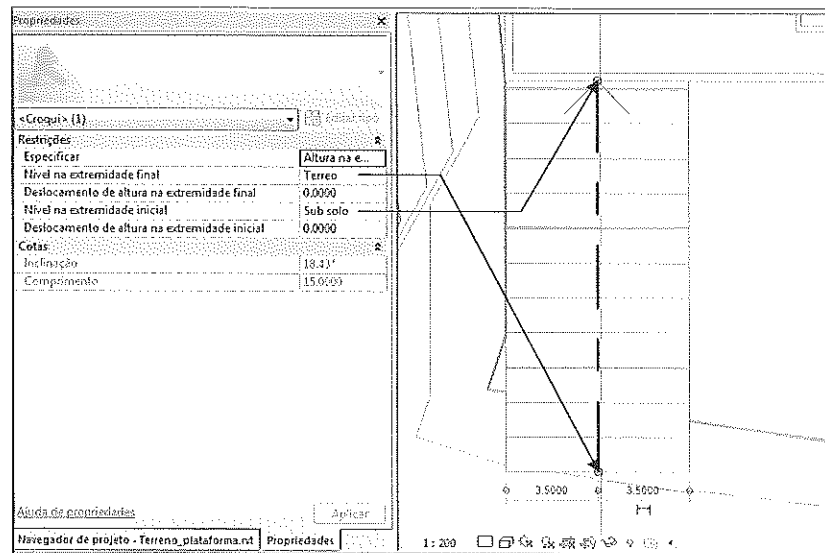 Propriedades
<Croqui> (1)
Restrições
Especificar Altura na e...
Nível na extremidade final Terreo
Deslocamento de altura na extremidade final 0.0000
Nível na extremidade inicial Sub solo
Deslocamento de altura na extremidade inicial 0.0000
Cotas
Inclinação 18.43°
Comprimento 15.0000
3.5000 3.5000
Ajuda de propriedades Aplicar
Navegador de projeto - Terreno_plataforma.rvt Propriedades
1 : 200